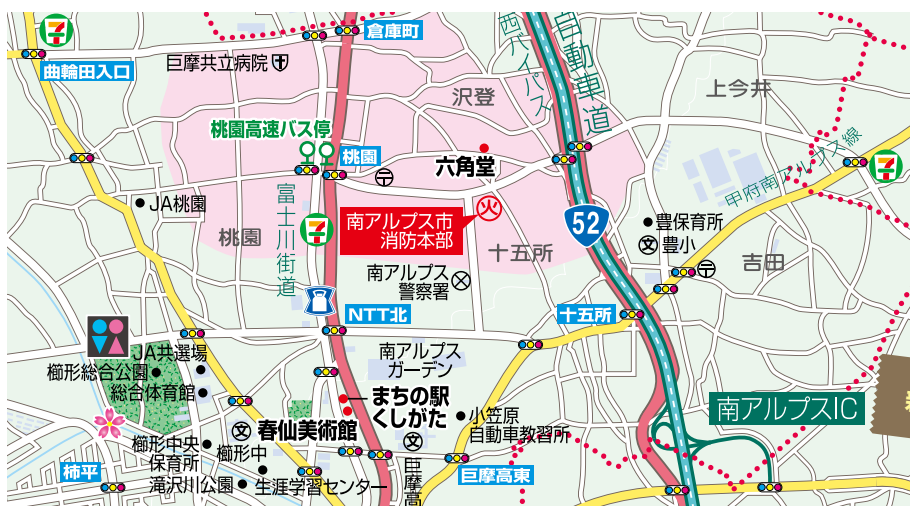 倉庫町
曲輪田入口
巨摩共立病院
沢登
西バイパス
自動車道
上今井
桃園高速バス停
桃園
六角堂
甲府南アルプス線
JA桃園
富士川街道
桃園
南アルプス市
消防本部
火
十五所
52
豊保育所
文
豊小
吉田
南アルプス
警察署
NTT北
十五所
JA共選場
櫛形総合公園
総合体育館
南アルプス
ガーデン
まちの駅
くしがた
小笠原
自動車教習所
南アルプスIC
文
春仙美術館
文
櫛形中央
保育所
櫛形中
巨摩高
柿平
滝沢川公園
生涯学習センター
巨摩高東
7
7
7
〒
〒